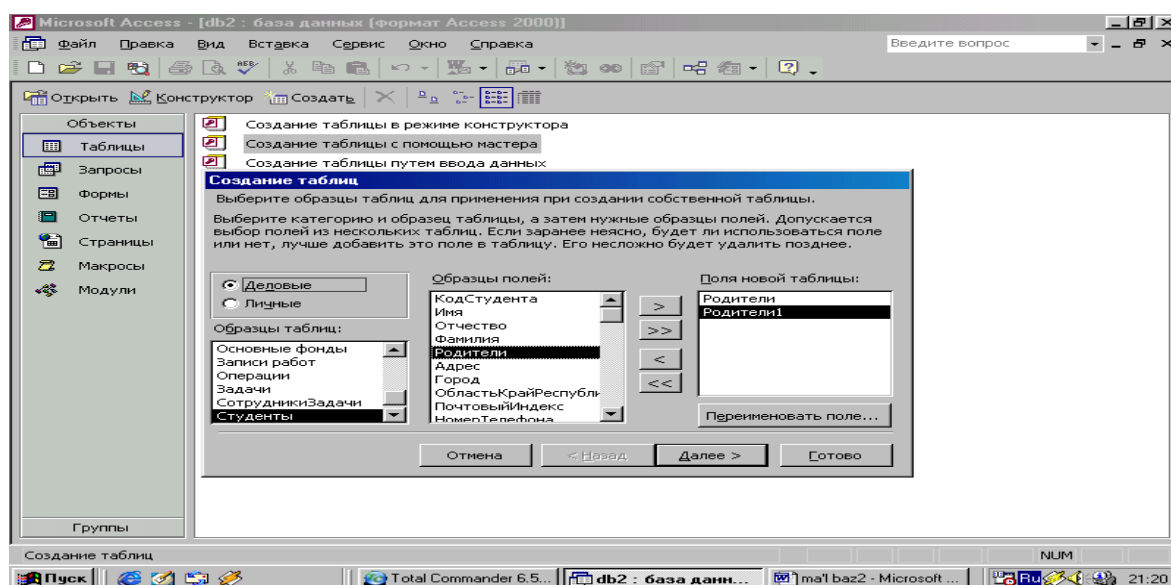 Microsoft Access - [db2 : база данных (формат Access 2000)]
Файл Правка Вид Вставка Сервис Окно Справка Введите вопрос
Открыть Конструктор Создать
Объекты
Таблицы
Запросы
Формы
Отчеты
Страницы
Макросы
Модули
Группы
Создание таблицы в режиме конструктора
Создание таблицы с помощью мастера
Создание таблицы путем ввода данных
Создание таблиц
Выберите образцы таблиц для применения при создании собственной таблицы.
Выберите категорию и образец таблицы, а затем нужные образцы полей. Допускается
выбор полей из нескольких таблиц. Если заранее неясно, будет ли использоваться поле
или нет, лучше добавить это поле в таблицу. Его несложно будет удалить позднее.
Деловые
Личные
Образцы таблиц:
Основные фонды
Записи работ
Операции
Задачи
СотрудникиЗадачи
Студенты
Образцы полей:
КодСтудента
Имя
Отчество
Фамилия
Родители
Адрес
Город
ОбластьКрайРеспубли
ПочтовыйИндекс
НомерТелефона
>
>>
<
<<
Поля новой таблицы:
Родители
Родители1
Переименовать поле...
Отмена < Назад Далее > Готово
Создание таблиц NUM
Пуск Total Commander 6.5... db2 : база данн... ma'l baz2 - Microsoft ... Ru 21:20